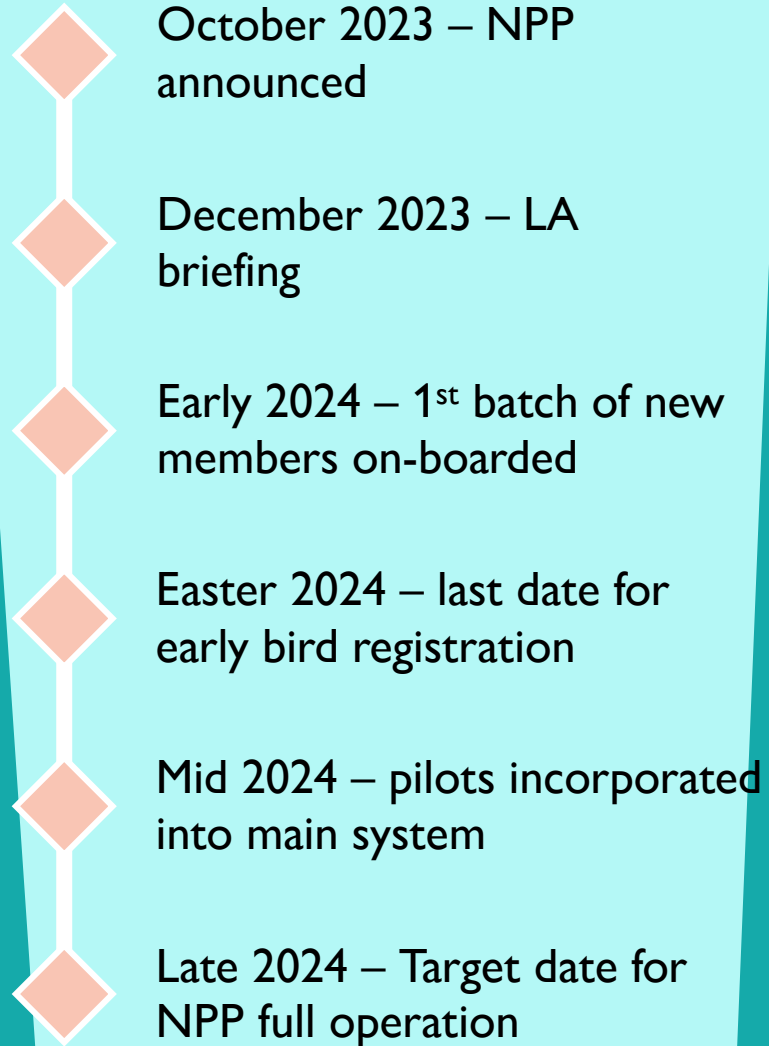 October 2023 – NPP
announced
December 2023 – LA
briefing
Early 2024 – 1st batch of new
members on-boarded
Easter 2024 – last date for
early bird registration
Mid 2024 – pilots incorporated
into main system
Late 2024 – Target date for
NPP full operation